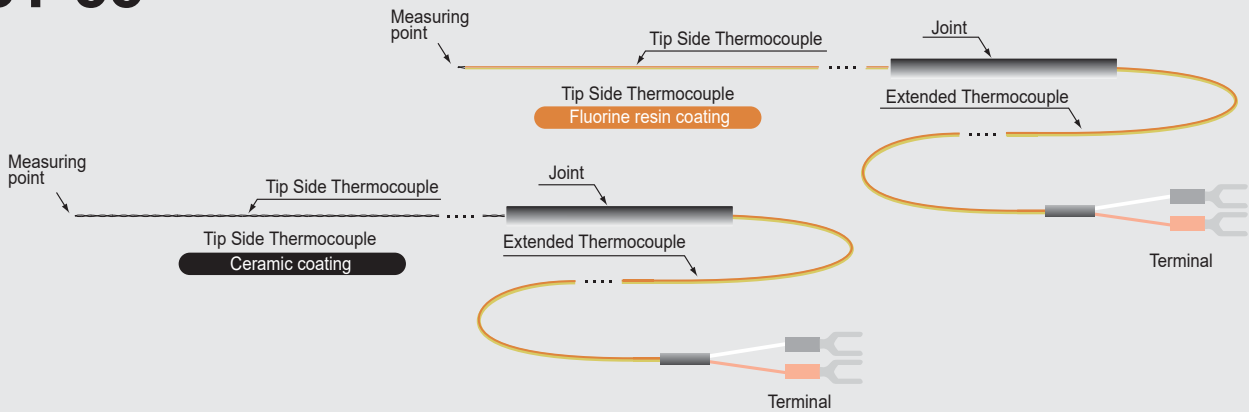 Measuring
point
Tip Side Thermocouple
Joint
Tip Side Thermocouple
Fluorine resin coating
Extended Thermocouple
Terminal
Measuring
point
Tip Side Thermocouple
Joint
Tip Side Thermocouple
Ceramic coating
Extended Thermocouple
Terminal